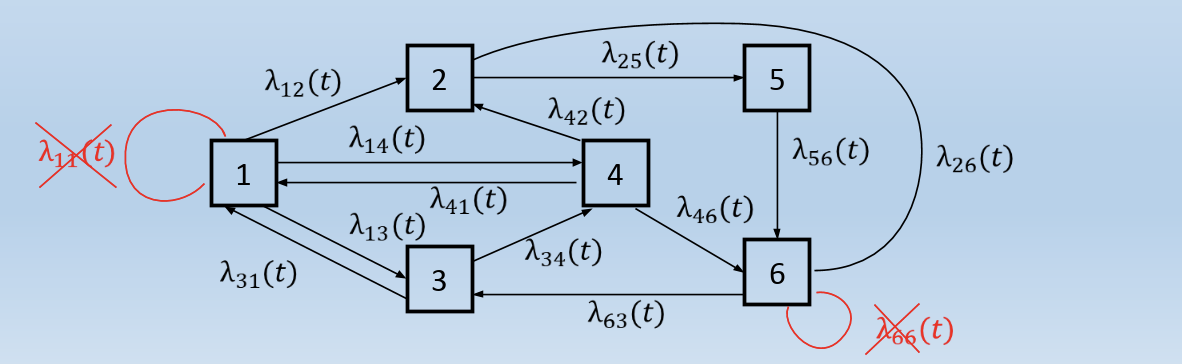 2
5
λ₂₅(t)
λ₁₂(t)
λ₄₂(t)
λ₁₁(t)
λ₁₄(t)
λ₅₆(t)
λ₂₆(t)
1
4
λ₄₁(t)
λ₁₃(t)
λ₄₆(t)
λ₃₄(t)
λ₃₁(t)
3
6
λ₆₃(t)
λ₆₆(t)